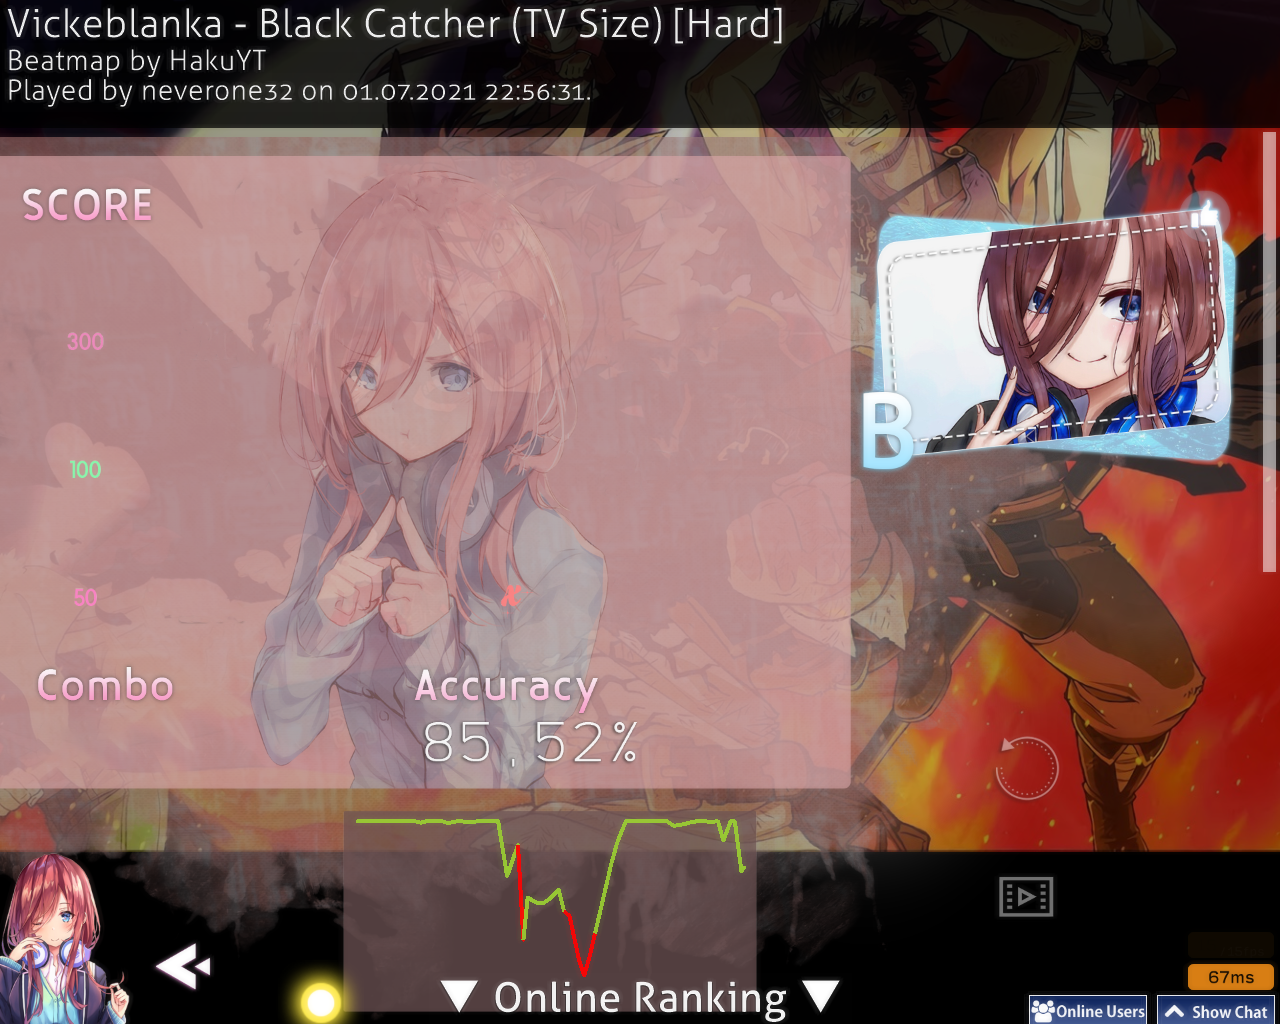 Vickeblanka - Black Catcher (TV Size) [Hard]
Beatmap by HakuYT
Played by neverone32 on 01.07.2021 22:56:31.
SCORE
300
100
50
x
B
Combo
Accuracy
85.52%
Online Ranking
67ms
Online Users
Show Chat